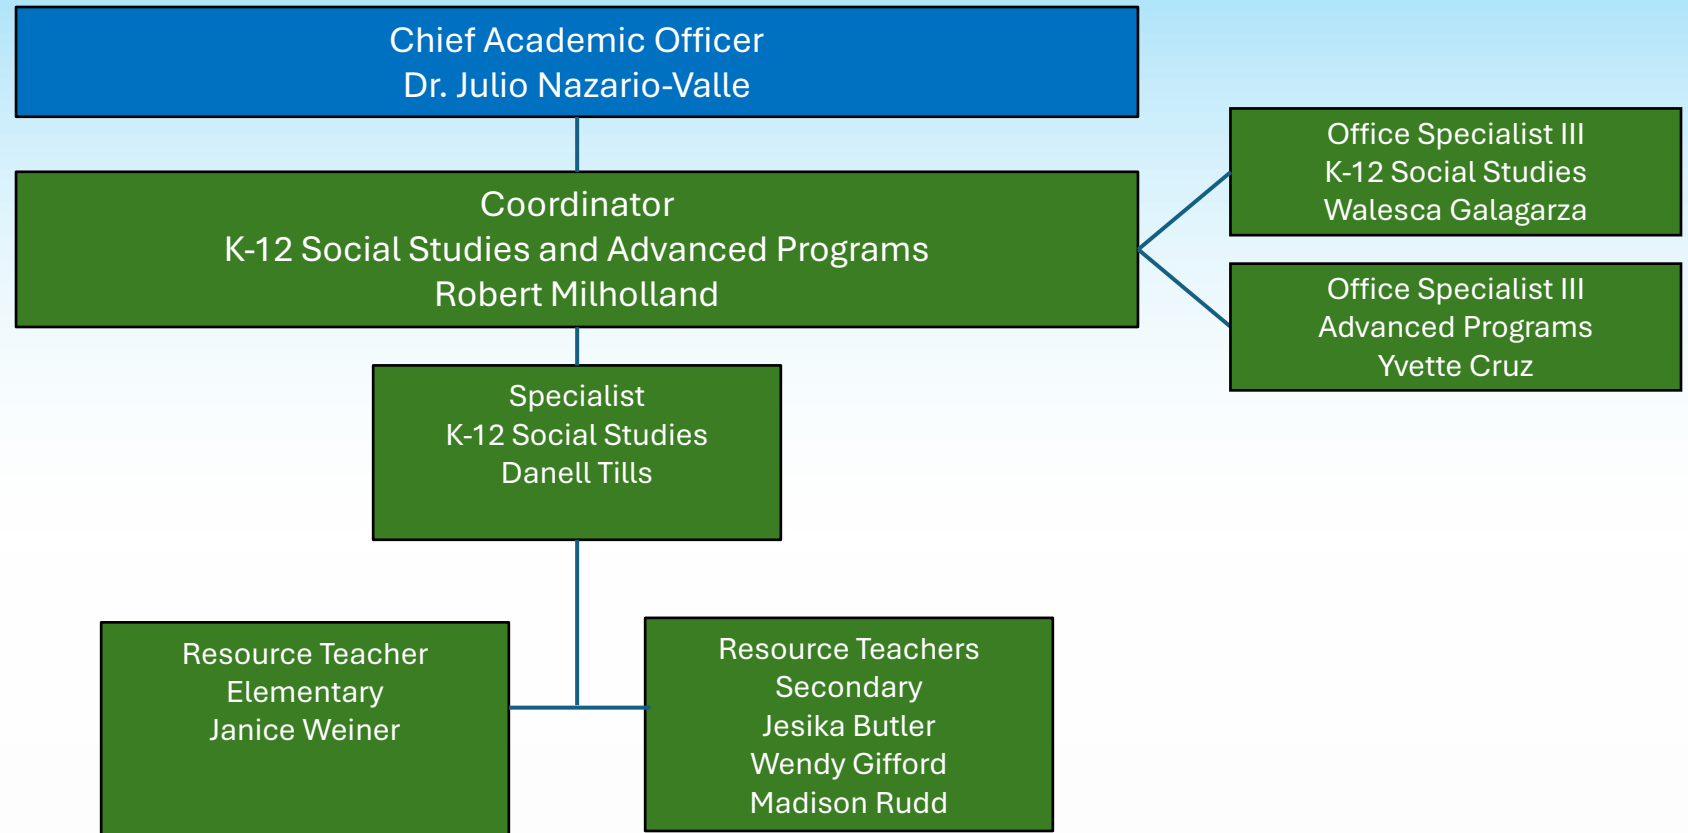 Chief Academic Officer
Dr. Julio Nazario-Valle
Coordinator
K-12 Social Studies and Advanced Programs
Robert Milholland
Office Specialist III
K-12 Social Studies
Walesca Galagarza
Office Specialist III
Advanced Programs
Yvette Cruz
Specialist
K-12 Social Studies
Danell Tills
Resource Teacher
Elementary
Janice Weiner
Resource Teachers
Secondary
Jesika Butler
Wendy Gifford
Madison Rudd